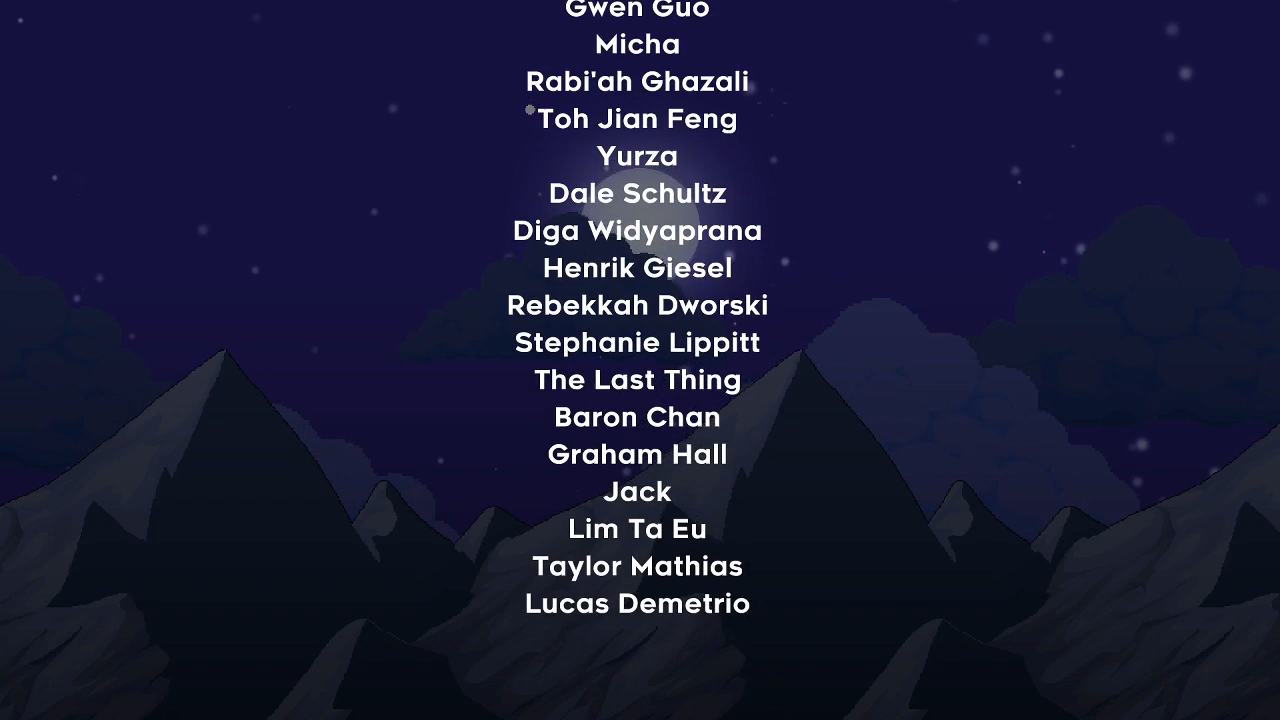 Gwen Guo
Micha
Rabi'ah Ghazali
Toh Jian Feng
Yurza
Dale Schultz
Diga Widyaprana
Henrik Giesel
Rebekkah Dworski
Stephanie Lippitt
The Last Thing
Baron Chan
Graham Hall
Jack
Lim Ta Eu
Taylor Mathias
Lucas Demetrio